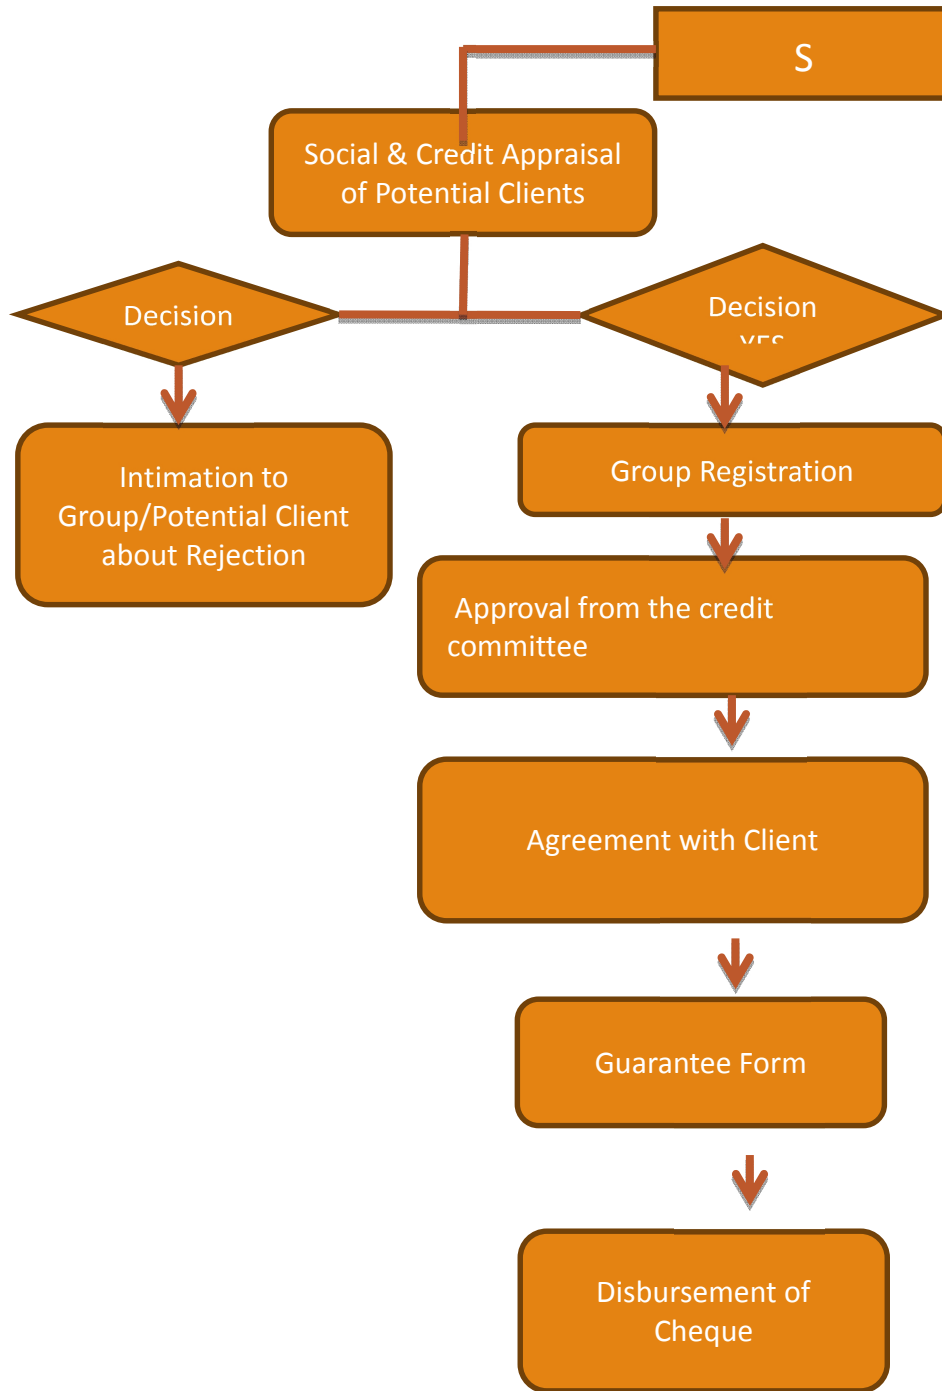 S
Social & Credit Appraisal
of Potential Clients
Decision
Decision
YES
Intimation to
Group/Potential Client
about Rejection
Group Registration
Approval from the credit
committee
Agreement with Client
Guarantee Form
Disbursement of
Cheque